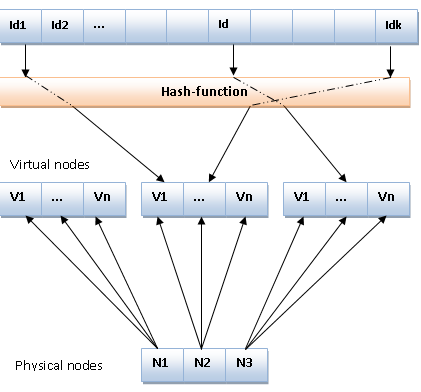 Id1 Id2 ... Id Idk
Hash-function
Virtual nodes
V1 ... Vn V1 ... Vn V1 ... Vn
N1 N2 N3
Physical nodes